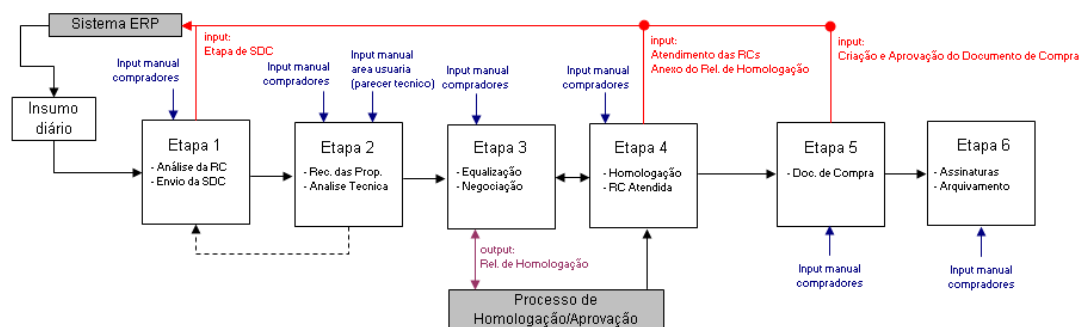 Sistema ERP
input:
Etapa de SDC
input:
Atendimento das RCs
Anexo do Rel. de Homologação
input:
Criação e Aprovação do Documento de Compra
Input manual
compradores
Input manual
compradores
Input manual
area usuaria
(parecer tecnico)
Input manual
compradores
Input manual
compradores
Insumo
diário
Etapa 1
- Análise da RC
- Envio da SDC
Etapa 2
- Rec. das Prop.
- Analise Tecnica
Etapa 3
- Equalização
- Negociação
Etapa 4
- Homologação
- RC Atendida
Etapa 5
- Doc. de Compra
Etapa 6
- Assinaturas
- Arquivamento
output:
Rel. de Homologação
Input manual
compradores
Input manual
compradores
Processo de
Homologação/Aprovação